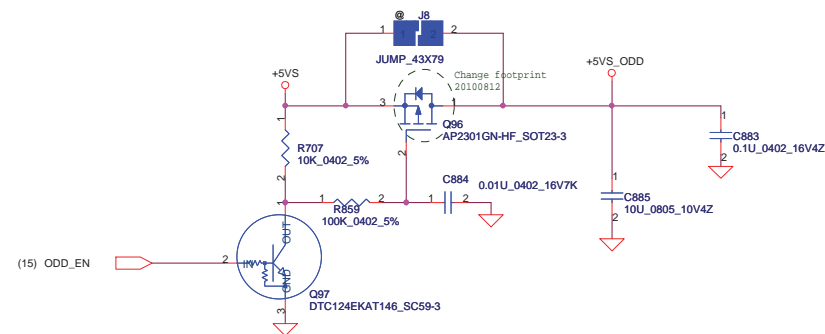 @ J8
1 1 2 2
JUMP_43X79
+5VS
Change footprint
20100812
+5VS_ODD
3 1
Q96
AP2301GN-HF_SOT23-3
2
1
R707
10K_0402_5%
2
1
C883
0.1U_0402_16V4Z
2
1
C885
10U_0805_10V4Z
2
C884
0.01U_0402_16V7K
1 2
1 2
R859
100K_0402_5%
1
OUT
(15) ODD_EN
2
GND
Q97
DTC124EKAT146_SC59-3
3